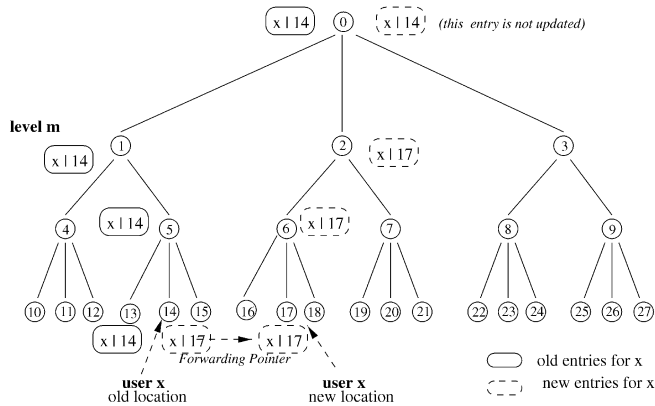 x | 14 0 x | 14 (this entry is not updated)
level m
1 2 3
x | 14 x | 17
4 x | 14 5 6 x | 17 7 8 9
10 11 12 13 14 15 16 17 18 19 20 21 22 23 24 25 26 27
x | 14 x | 17 x | 17
Forwarding Pointer
old entries for x
user x user x
new entries for x
old location new location